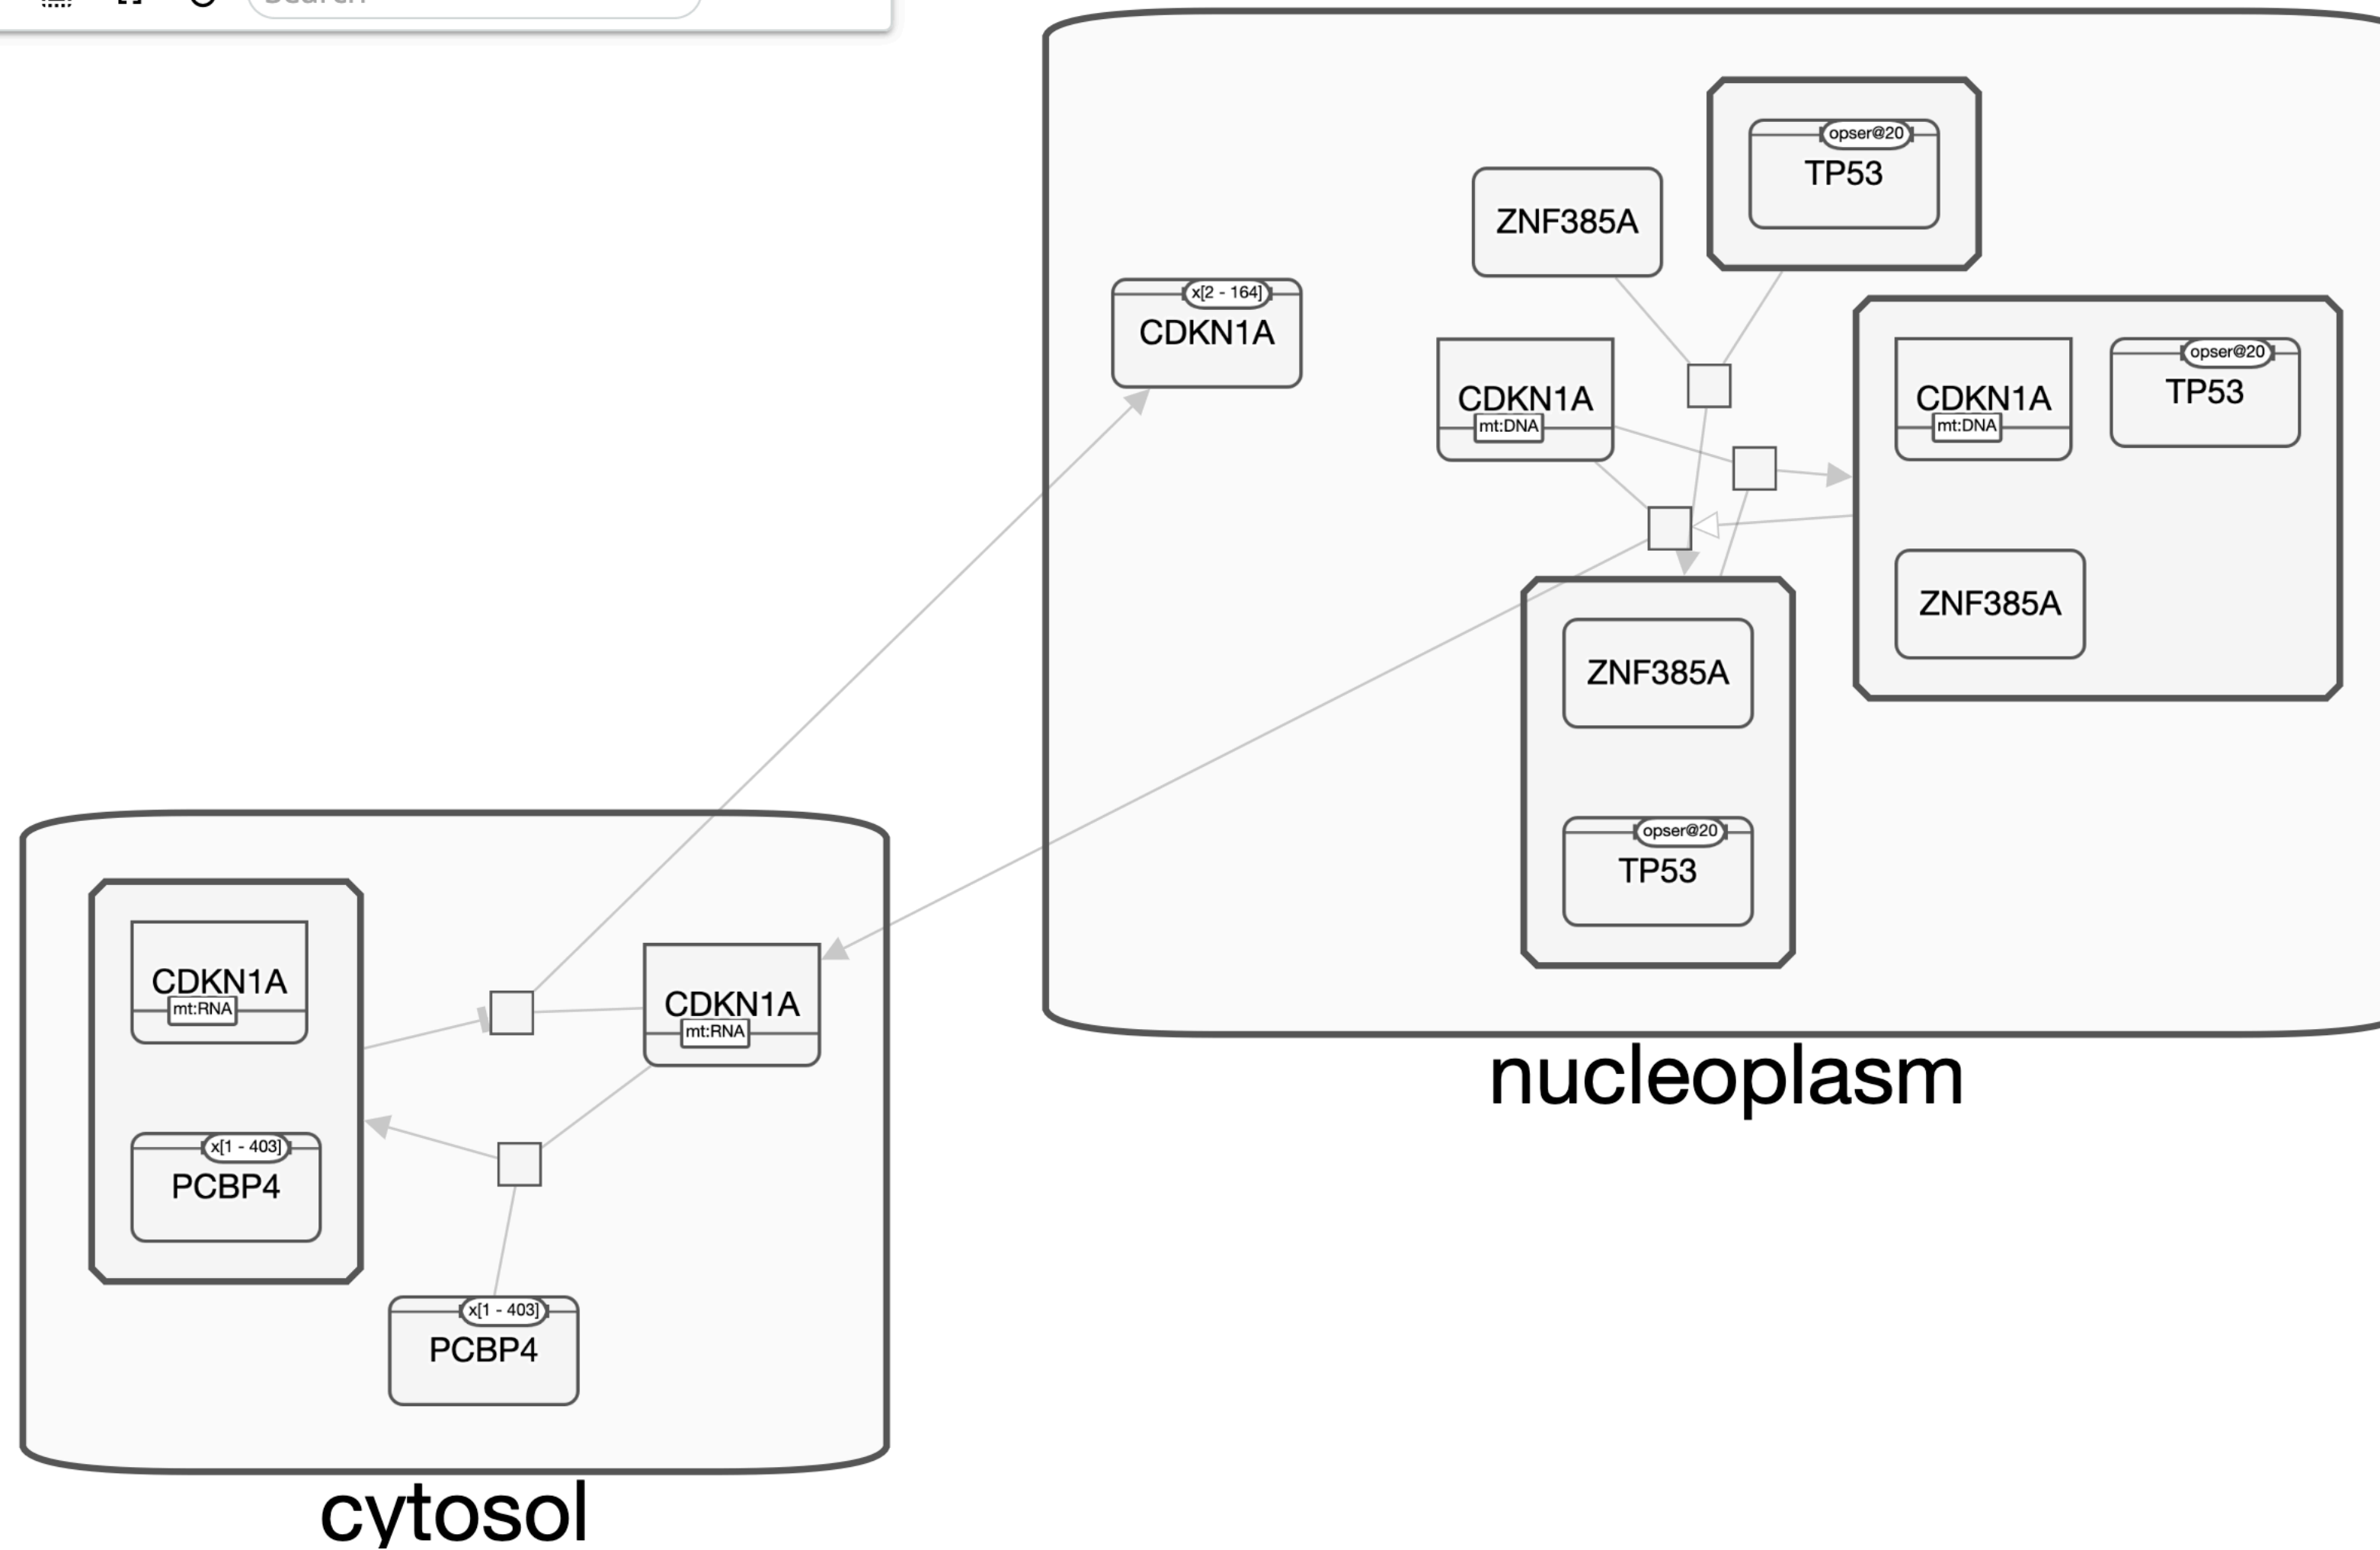 Search
opser@20
TP53
ZNF385A
x[2 - 164]
CDKN1A
CDKN1A
mt:DNA
CDKN1A
mt:DNA
opser@20
TP53
ZNF385A
ZNF385A
opser@20
TP53
nucleoplasm
CDKN1A
mt:RNA
CDKN1A
mt:RNA
x[1 - 403]
PCBP4
x[1 - 403]
PCBP4
cytosol